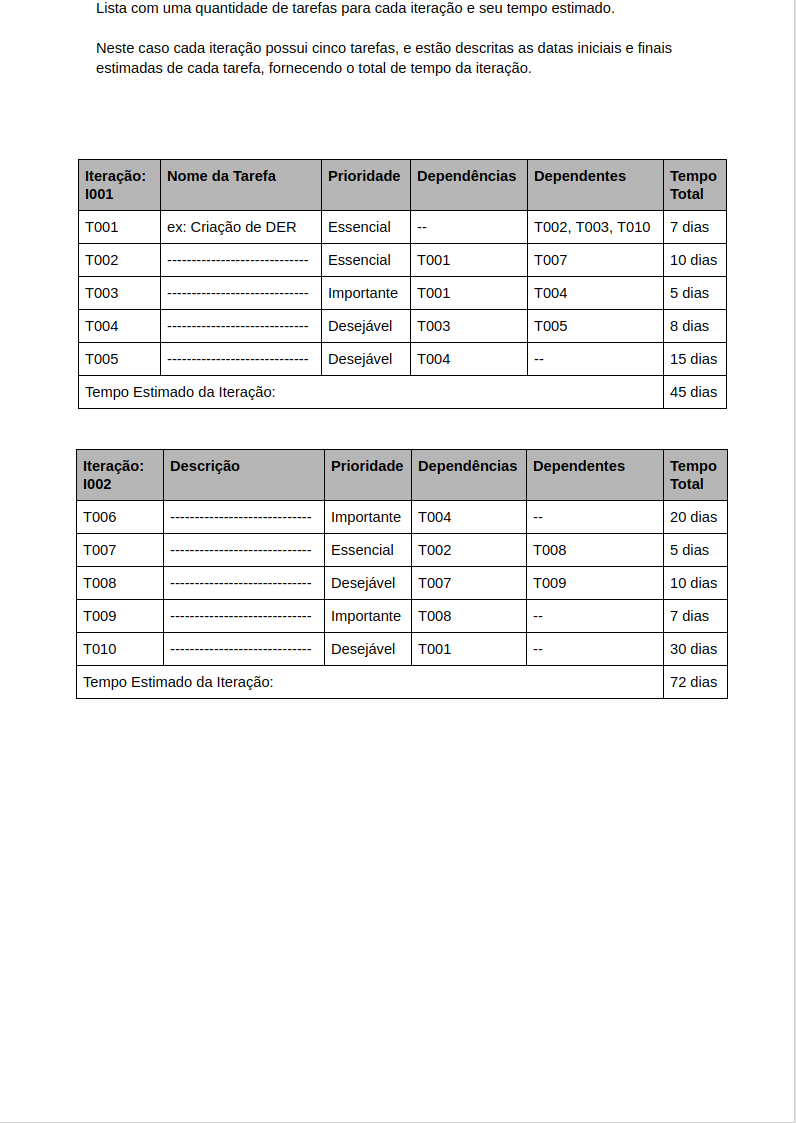 Lista com uma quantidade de tarefas para cada iteração e seu tempo estimado.
Neste caso cada iteração possui cinco tarefas, e estão descritas as datas iniciais e finais
estimadas de cada tarefa, fornecendo o total de tempo da iteração.
Iteração: I001 Nome da Tarefa Prioridade Dependências Dependentes Tempo Total
T001 ex: Criação de DER Essencial -- T002, T003, T010 7 dias
T002 ----------------------------- Essencial T001 T007 10 dias
T003 ----------------------------- Importante T001 T004 5 dias
T004 ----------------------------- Desejável T003 T005 8 dias
T005 ----------------------------- Desejável T004 -- 15 dias
Tempo Estimado da Iteração: 45 dias
Iteração: I002 Descrição Prioridade Dependências Dependentes Tempo Total
T006 ----------------------------- Importante T004 -- 20 dias
T007 ----------------------------- Essencial T002 T008 5 dias
T008 ----------------------------- Desejável T007 T009 10 dias
T009 ----------------------------- Importante T008 -- 7 dias
T010 ----------------------------- Desejável T001 -- 30 dias
Tempo Estimado da Iteração: 72 dias